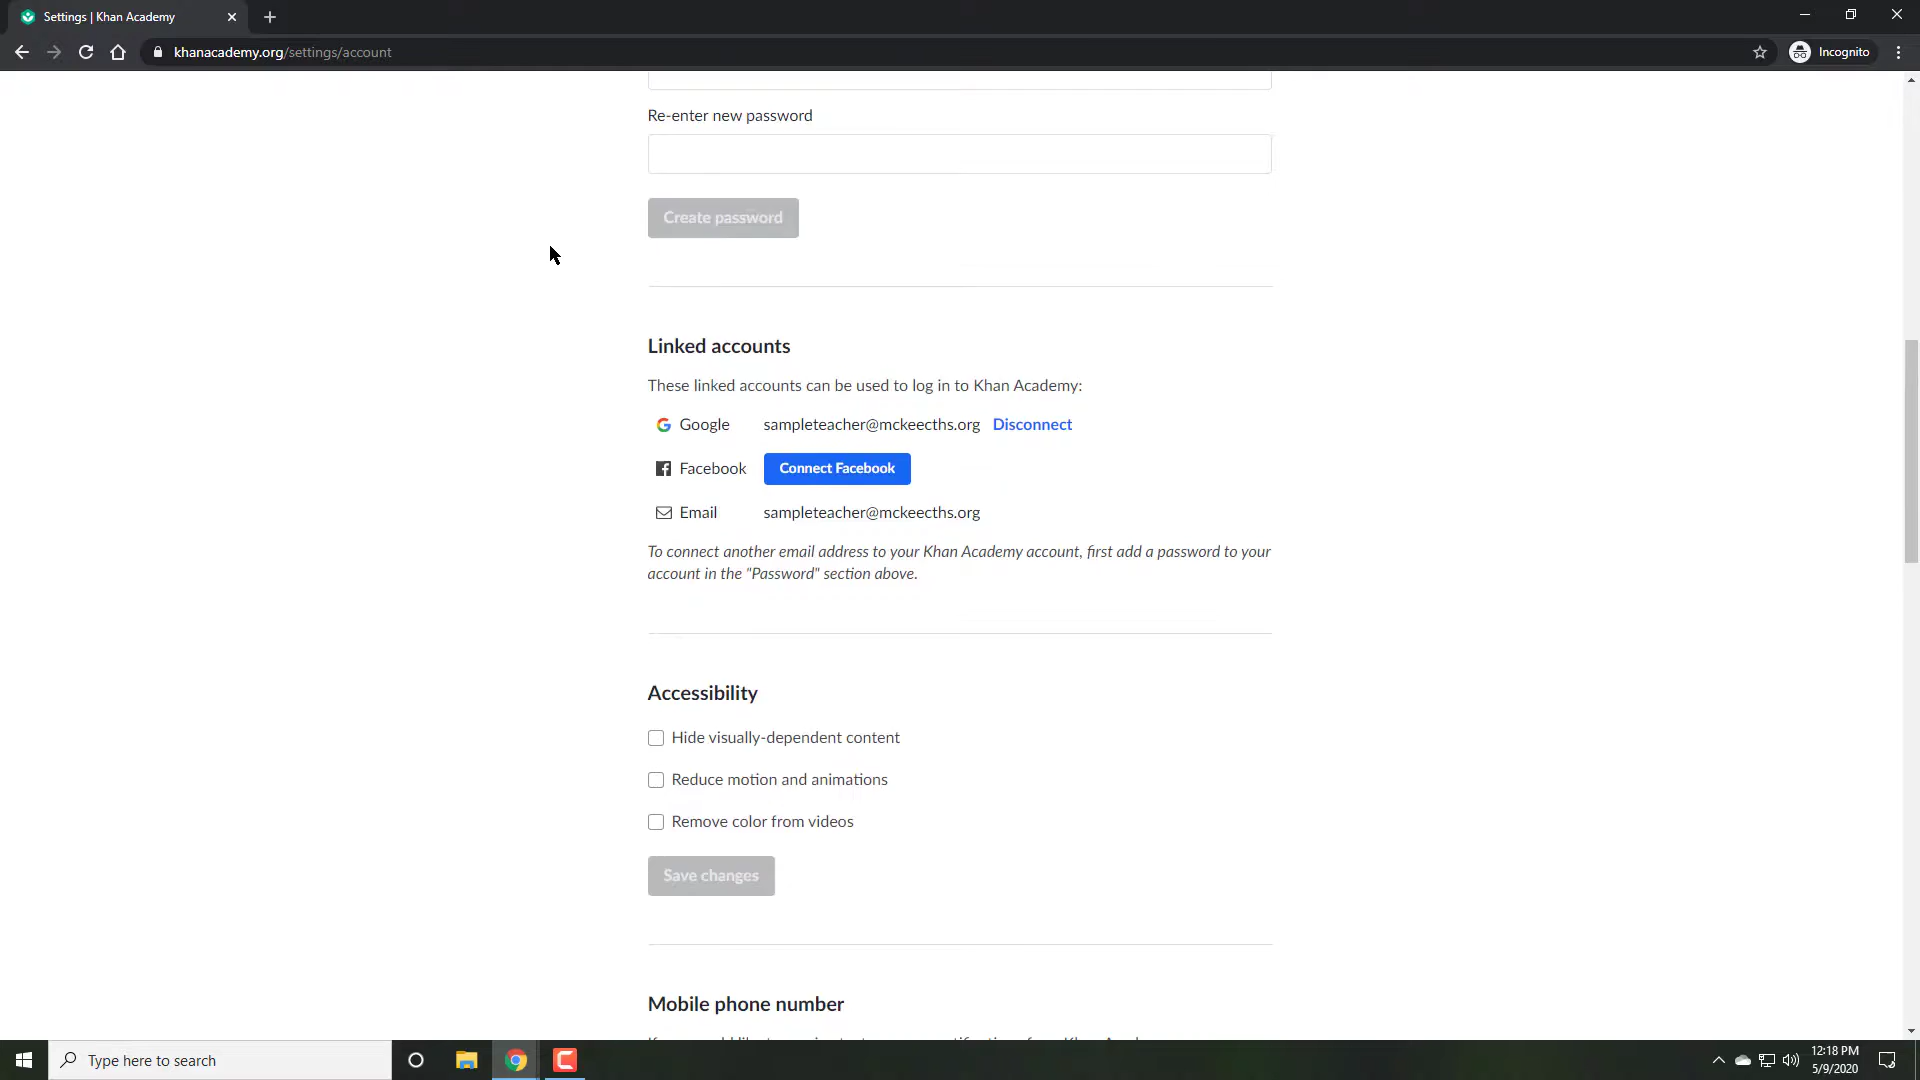 Settings | Khan Academy
khanacademy.org/settings/account
Incognito
Re-enter new password
Create password
Linked accounts
These linked accounts can be used to log in to Khan Academy:
Google sampleteacher@mckeecths.org Disconnect
Facebook Connect Facebook
Email sampleteacher@mckeecths.org
To connect another email address to your Khan Academy account, first add a password to your
account in the "Password" section above.
Accessibility
Hide visually-dependent content
Reduce motion and animations
Remove color from videos
Save changes
Mobile phone number
Type here to search
12:18 PM
5/9/2020